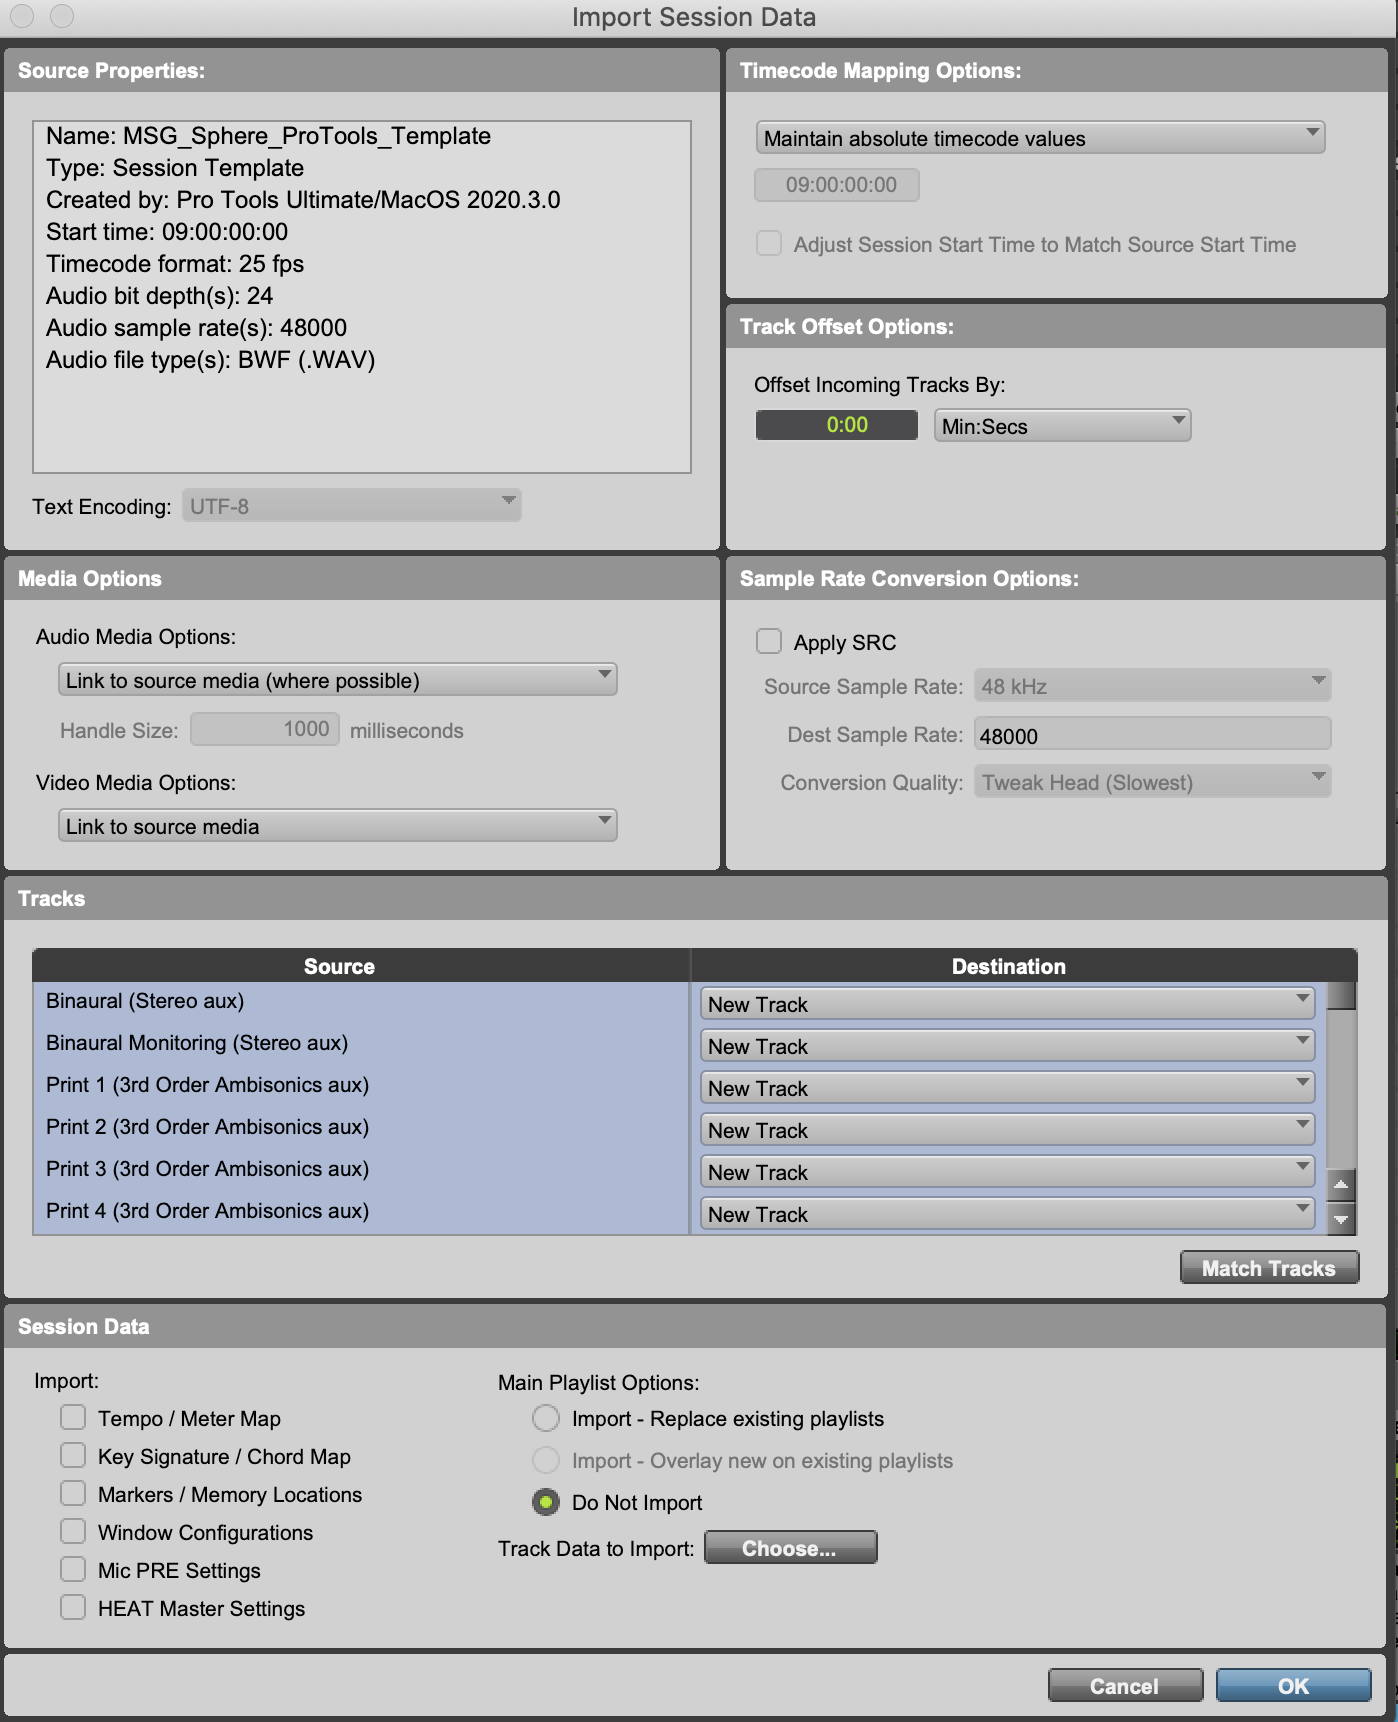 Import Session Data
Source Properties:
Name: MSG_Sphere_ProTools_Template
Type: Session Template
Created by: Pro Tools Ultimate/MacOS 2020.3.0
Start time: 09:00:00:00
Timecode format: 25 fps
Audio bit depth(s): 24
Audio sample rate(s): 48000
Audio file type(s): BWF (.WAV)
Text Encoding: UTF-8
Timecode Mapping Options:
Maintain absolute timecode values
09:00:00:00
Adjust Session Start Time to Match Source Start Time
Track Offset Options:
Offset Incoming Tracks By:
0:00 Min:Secs
Media Options
Audio Media Options:
Link to source media (where possible)
Handle Size: 1000 milliseconds
Video Media Options:
Link to source media
Sample Rate Conversion Options:
Apply SRC
Source Sample Rate: 48 kHz
Dest Sample Rate: 48000
Conversion Quality: Tweak Head (Slowest)
Tracks
Source Destination
Binaural (Stereo aux) New Track
Binaural Monitoring (Stereo aux) New Track
Print 1 (3rd Order Ambisonics aux) New Track
Print 2 (3rd Order Ambisonics aux) New Track
Print 3 (3rd Order Ambisonics aux) New Track
Print 4 (3rd Order Ambisonics aux) New Track
Match Tracks
Session Data
Import:
Tempo / Meter Map
Key Signature / Chord Map
Markers / Memory Locations
Window Configurations
Mic PRE Settings
HEAT Master Settings
Main Playlist Options:
Import - Replace existing playlists
Import - Overlay new on existing playlists
Do Not Import
Track Data to Import: Choose...
Cancel OK